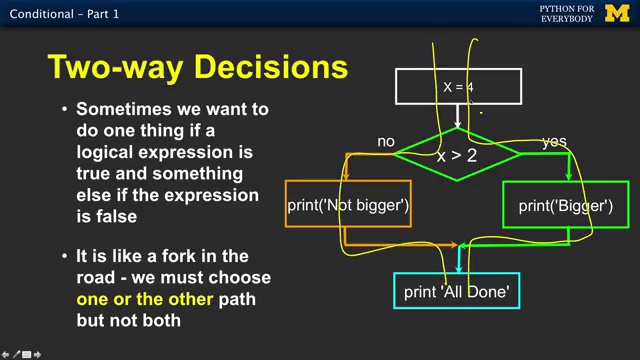 Conditional – Part 1
PYTHON FOR
EVERYBODY
M
Two-way Decisions
• Sometimes we want to
do one thing if a
logical expression is
true and something
else if the expression
is false
• It is like a fork in the
road - we must choose
one or the other path
but not both
X = 4
no
x > 2
yes
print('Not bigger')
print('Bigger')
print 'All Done'